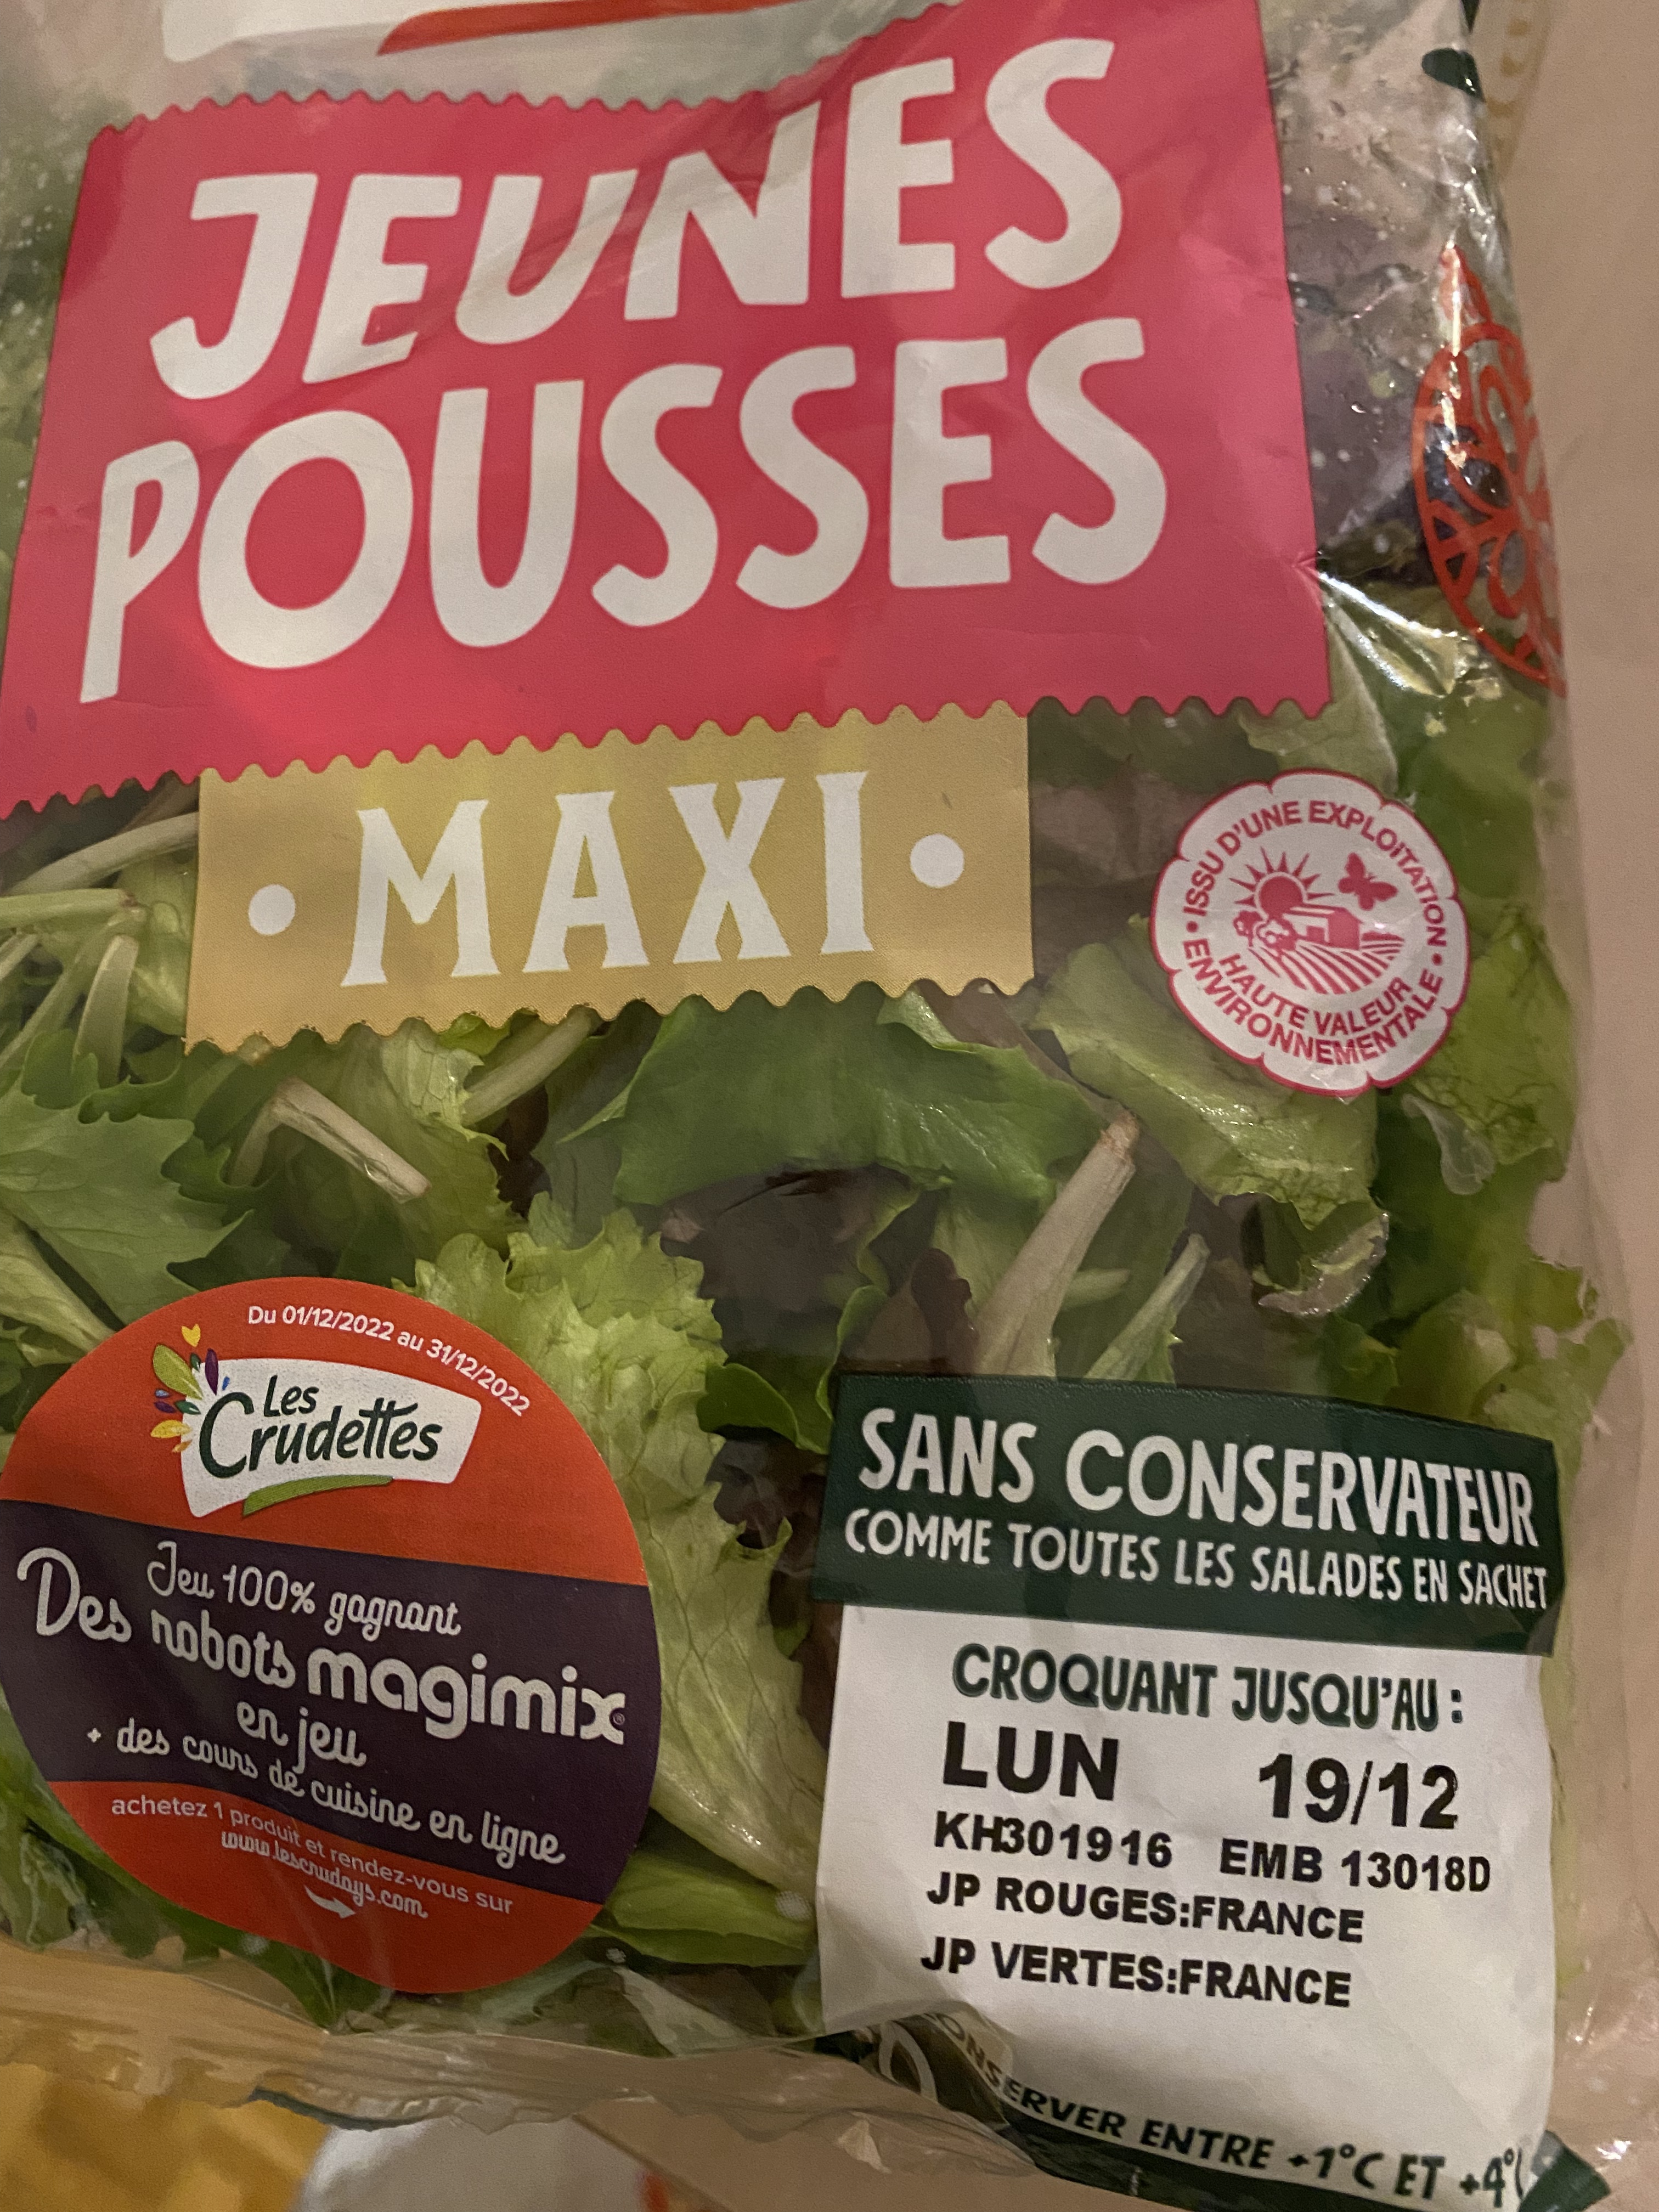 JEUNES
POUSSES
• MAXI •
• ISSU D'UNE EXPLOITATION •
HAUTE VALEUR
ENVIRONNEMENTALE
Du 01/12/2022 au 31/12/2022
Les
Crudettes
Jeu 100% gagnant
Des robots magimix®
en jeu
+ des cours de cuisine en ligne
achetez 1 produit et rendez-vous sur
www.lescrudays.com
SANS CONSERVATEUR
COMME TOUTES LES SALADES EN SACHET
CROQUANT JUSQU'AU :
LUN 19/12
KH301916 EMB 13018D
JP ROUGES:FRANCE
JP VERTES:FRANCE
ONSERVER ENTRE +1°C ET +4°C